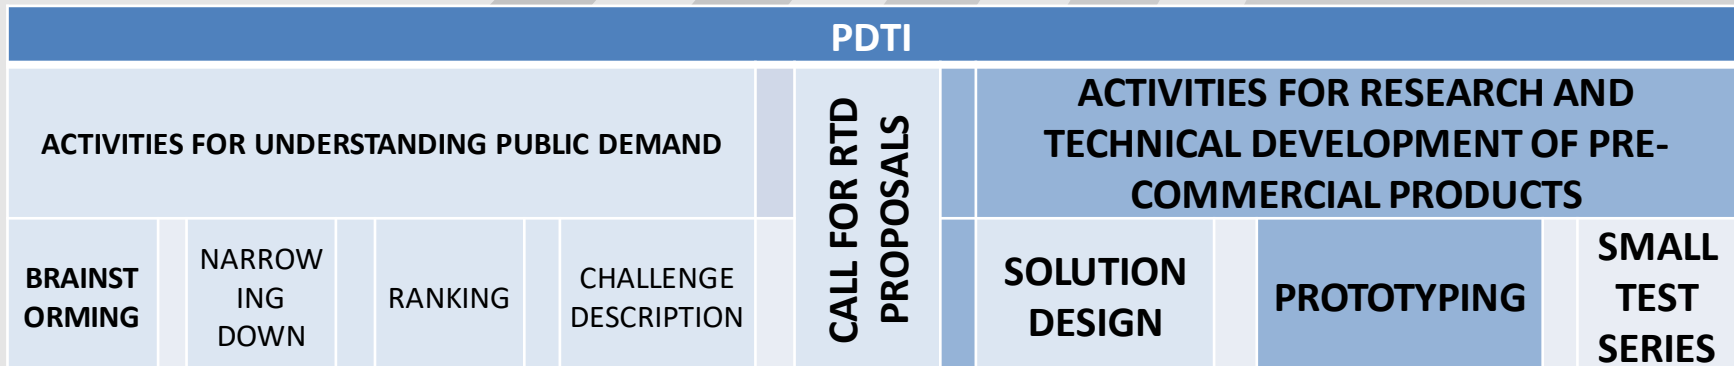 PDTI
ACTIVITIES FOR UNDERSTANDING PUBLIC DEMAND
CALL FOR RTD
PROPOSALS
ACTIVITIES FOR RESEARCH AND
TECHNICAL DEVELOPMENT OF PRE-
COMMERCIAL PRODUCTS
BRAINST
ORMING
NARROW
ING
DOWN
RANKING
CHALLENGE
DESCRIPTION
SOLUTION
DESIGN
PROTOTYPING
SMALL
TEST
SERIES